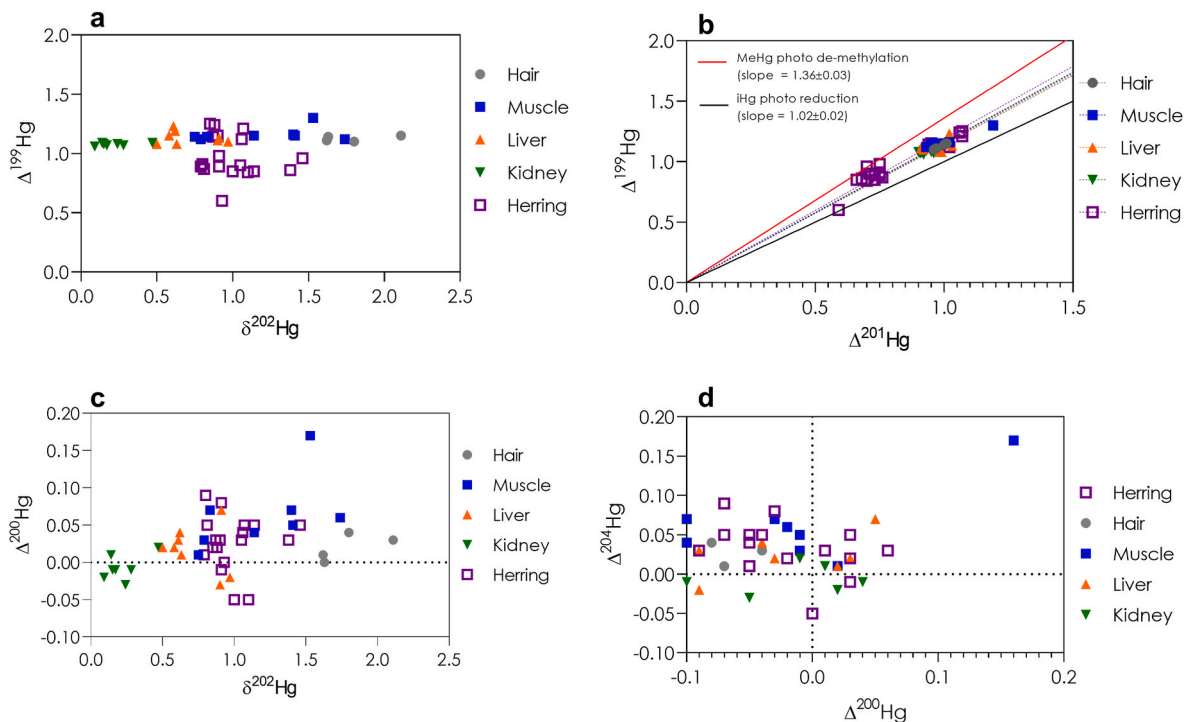 a
2.0
1.5
1.0
0.5
0.0
Δ¹⁹⁹Hg
0.0 0.5 1.0 1.5 2.0 2.5
δ²⁰²Hg
Hair
Muscle
Liver
Kidney
Herring
b
2.0
1.5
1.0
0.5
0.0
Δ¹⁹⁹Hg
MeHg photo de-methylation
(slope = 1.36±0.03)
iHg photo reduction
(slope = 1.02±0.02)
0.0 0.5 1.0 1.5
Δ²⁰¹Hg
Hair
Muscle
Liver
Kidney
Herring
c
0.20
0.15
0.10
0.05
0.00
-0.05
-0.10
Δ²⁰⁰Hg
0.0 0.5 1.0 1.5 2.0 2.5
δ²⁰²Hg
Hair
Muscle
Liver
Kidney
Herring
d
0.20
0.15
0.10
0.05
0.00
-0.05
-0.10
Δ²⁰⁴Hg
-0.1 0.0 0.1 0.2
Δ²⁰⁰Hg
Herring
Hair
Muscle
Liver
Kidney